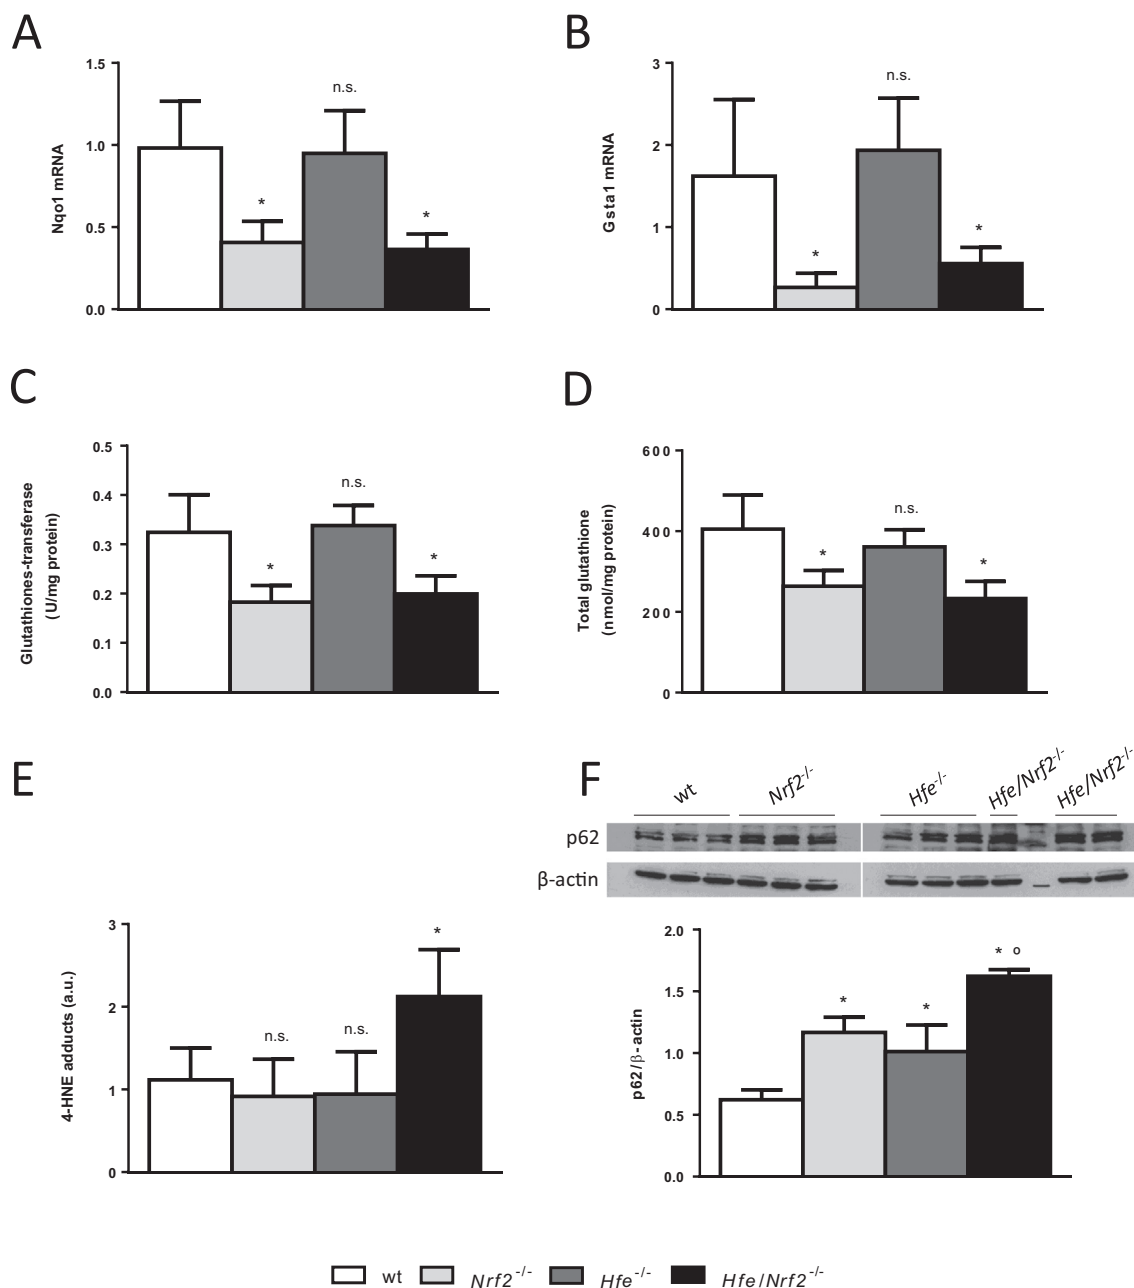 A
1.5
1.0
0.5
0.0
Nqo1 mRNA
*
n.s.
*
B
3
2
1
0
Gsta1 mRNA
*
n.s.
*
C
0.5
0.4
0.3
0.2
0.1
0.0
Glutathiones-transferase
(U/mg protein)
*
n.s.
*
D
600
400
200
0
Total glutathione
(nmol/mg protein)
*
n.s.
*
E
3
2
1
0
4-HNE adducts (a.u.)
n.s.
n.s.
*
F
wt
Nrf2-/-
Hfe-/-
Hfe/Nrf2-/-
Hfe/Nrf2-/-
p62
β-actin
2.0
1.5
1.0
0.5
0.0
p62/β-actin
*
*
* o
wt Nrf2-/- Hfe-/- Hfe/Nrf2-/-